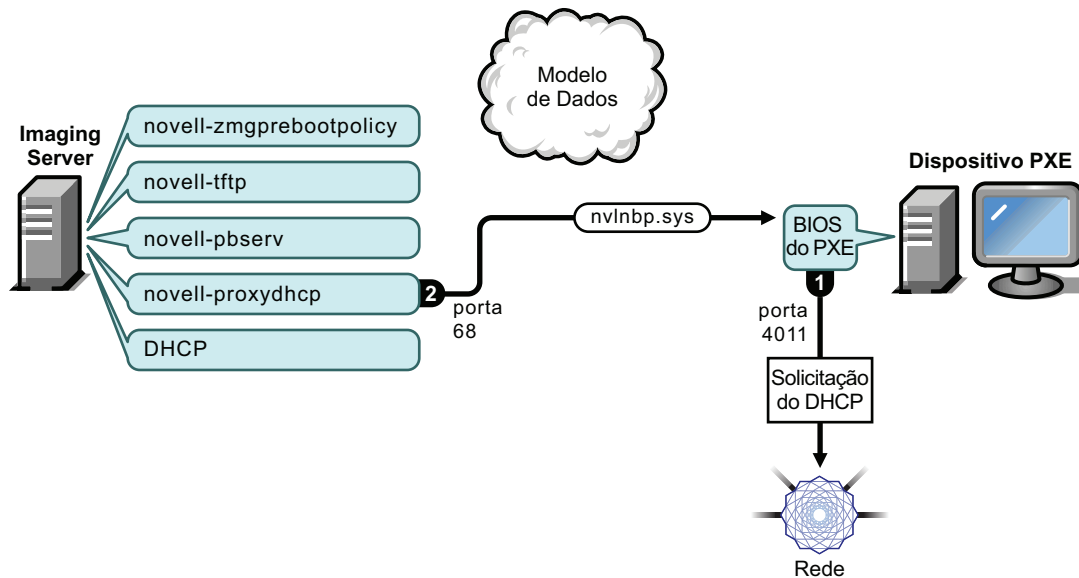 Modelo
de Dados
Imaging
Server
novell-zmgprebootpolicy
novell-tftp
novell-pbserv
novell-proxydhcp
DHCP
2
porta
68
nvlnbp.sys
BIOS
do PXE
1
porta
4011
Dispositivo PXE
Solicitação
do DHCP
Rede